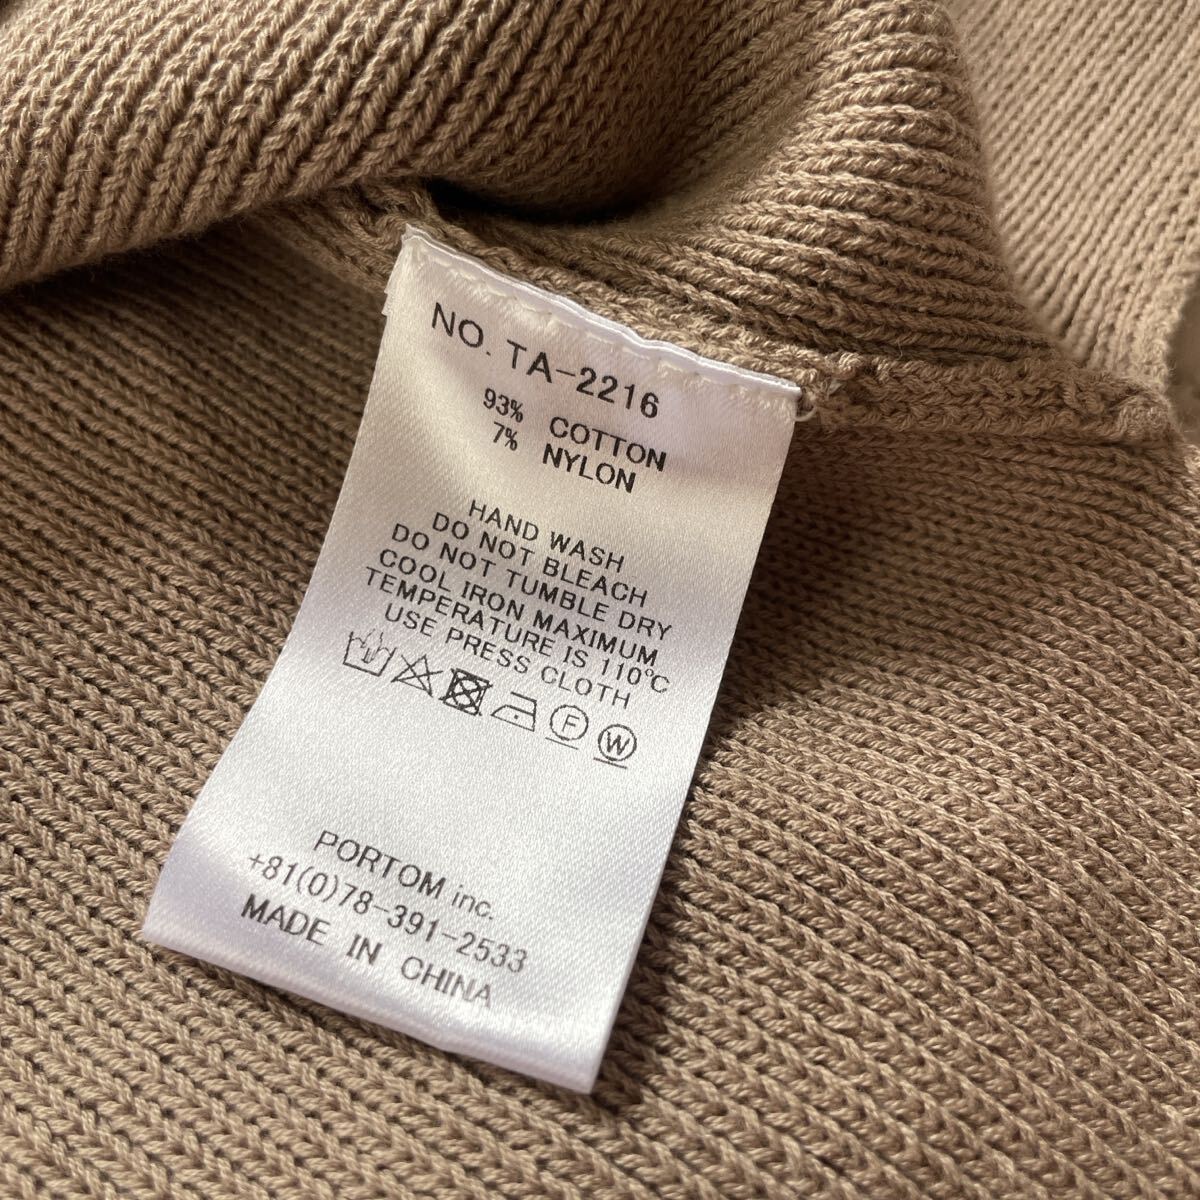 NO. TA-2216
93% COTTON
7% NYLON
HAND WASH
DO NOT BLEACH
DO NOT TUMBLE DRY
COOL IRON MAXIMUM
TEMPERATURE IS 110℃
USE PRESS CLOTH
F W
PORTOM inc.
+81(0)78-391-2533
MADE IN CHINA